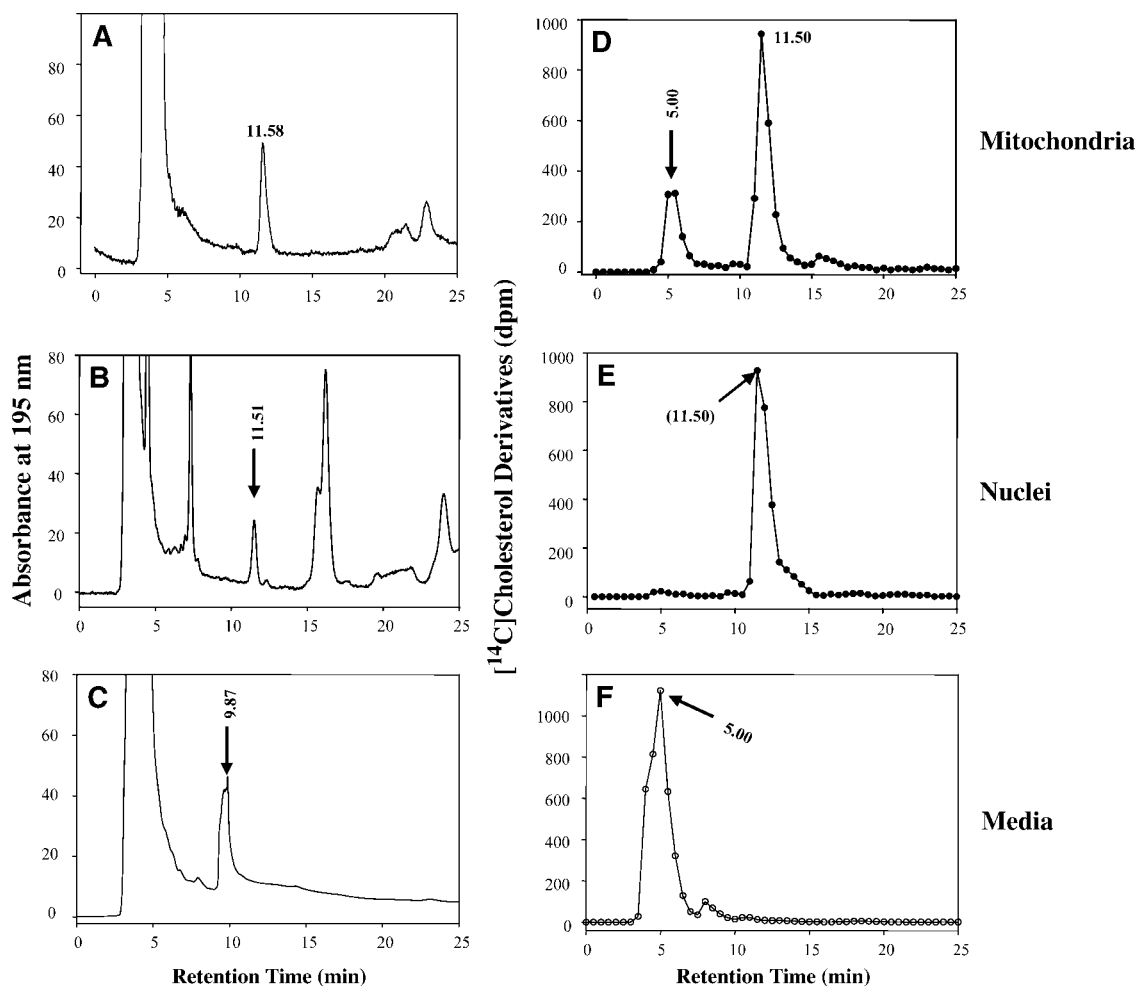 A
80
60
40
20
0
11.58
0 5 10 15 20 25
D
1000
800
600
400
200
0
5.00
11.50
0 5 10 15 20 25
Mitochondria
B
80
60
40
20
0
11.51
0 5 10 15 20 25
E
1000
800
600
400
200
0
(11.50)
0 5 10 15 20 25
Nuclei
C
80
60
40
20
0
9.87
0 5 10 15 20 25
F
1000
800
600
400
200
0
5.00
0 5 10 15 20 25
Media
Absorbance at 195 nm
[14C]Cholesterol Derivatives (dpm)
Retention Time (min)
Retention Time (min)